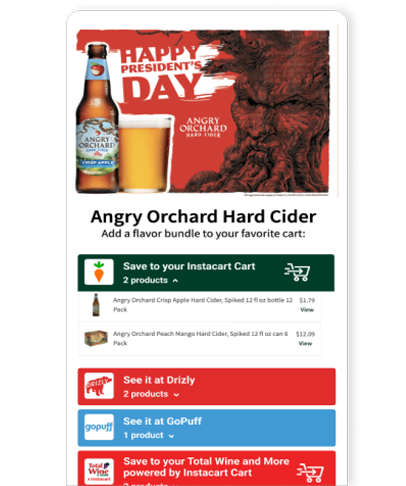 HAPPY
PRESIDENT'S
DAY
ANGRY
ORCHARD
HARD CIDER
ANGRY
ORCHARD
HARD CIDER
CRISP APPLE
Angry Orchard Hard Cider
Add a flavor bundle to your favorite cart:
Save to your Instacart Cart
2 products
Angry Orchard Crisp Apple Hard Cider, Spiked 12 fl oz bottle 12 $1.79
Pack View
Angry Orchard Peach Mango Hard Cider, Spiked 12 fl oz can 6 $12.09
Pack View
DRIZLY
See it at Drizly
2 products
gopuff
See it at GoPuff
1 product
Total
Wine
Save to your Total Wine and More
powered by Instacart Cart